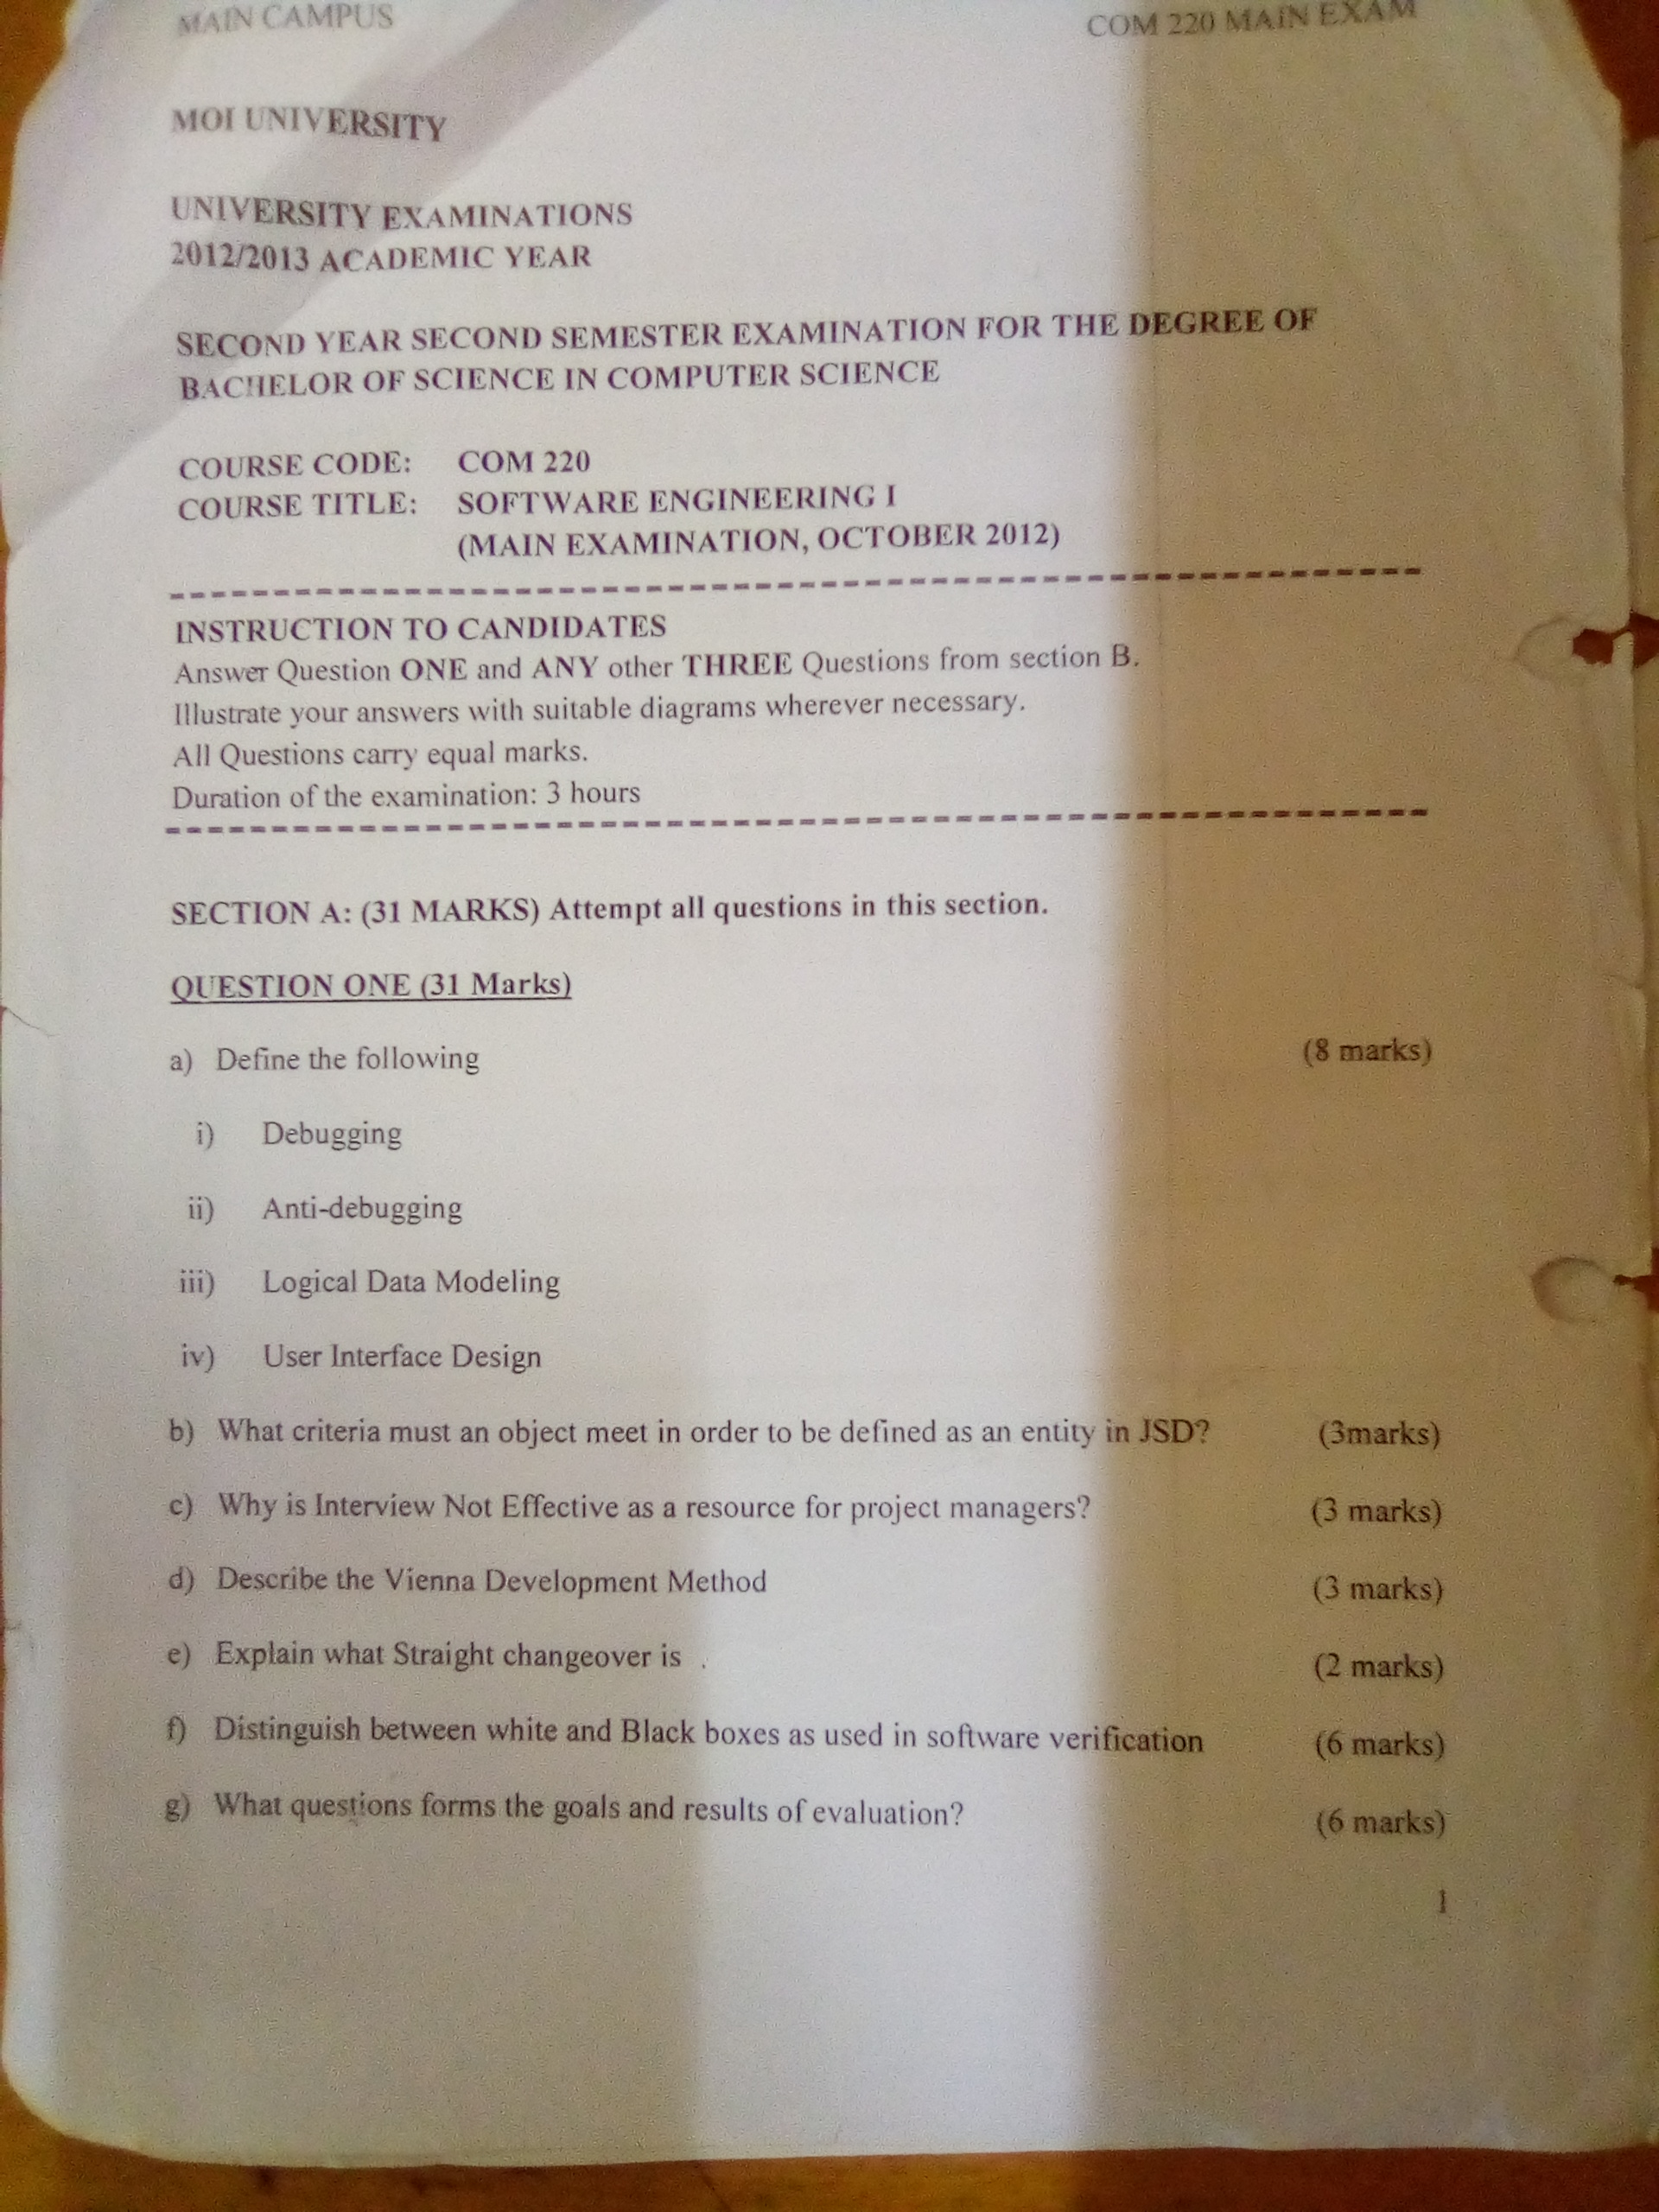 MAIN CAMPUS COM 220 MAIN EXAM
MOI UNIVERSITY
UNIVERSITY EXAMINATIONS
2012/2013 ACADEMIC YEAR
SECOND YEAR SECOND SEMESTER EXAMINATION FOR THE DEGREE OF
BACHELOR OF SCIENCE IN COMPUTER SCIENCE
COURSE CODE: COM 220
COURSE TITLE: SOFTWARE ENGINEERING I
(MAIN EXAMINATION, OCTOBER 2012)
INSTRUCTION TO CANDIDATES
Answer Question ONE and ANY other THREE Questions from section B.
Illustrate your answers with suitable diagrams wherever necessary.
All Questions carry equal marks.
Duration of the examination: 3 hours
SECTION A: (31 MARKS) Attempt all questions in this section.
QUESTION ONE (31 Marks)
a) Define the following (8 marks)
i) Debugging
ii) Anti-debugging
iii) Logical Data Modeling
iv) User Interface Design
b) What criteria must an object meet in order to be defined as an entity in JSD? (3marks)
c) Why is Interview Not Effective as a resource for project managers? (3 marks)
d) Describe the Vienna Development Method (3 marks)
e) Explain what Straight changeover is . (2 marks)
f) Distinguish between white and Black boxes as used in software verification (6 marks)
g) What questions forms the goals and results of evaluation? (6 marks)
1